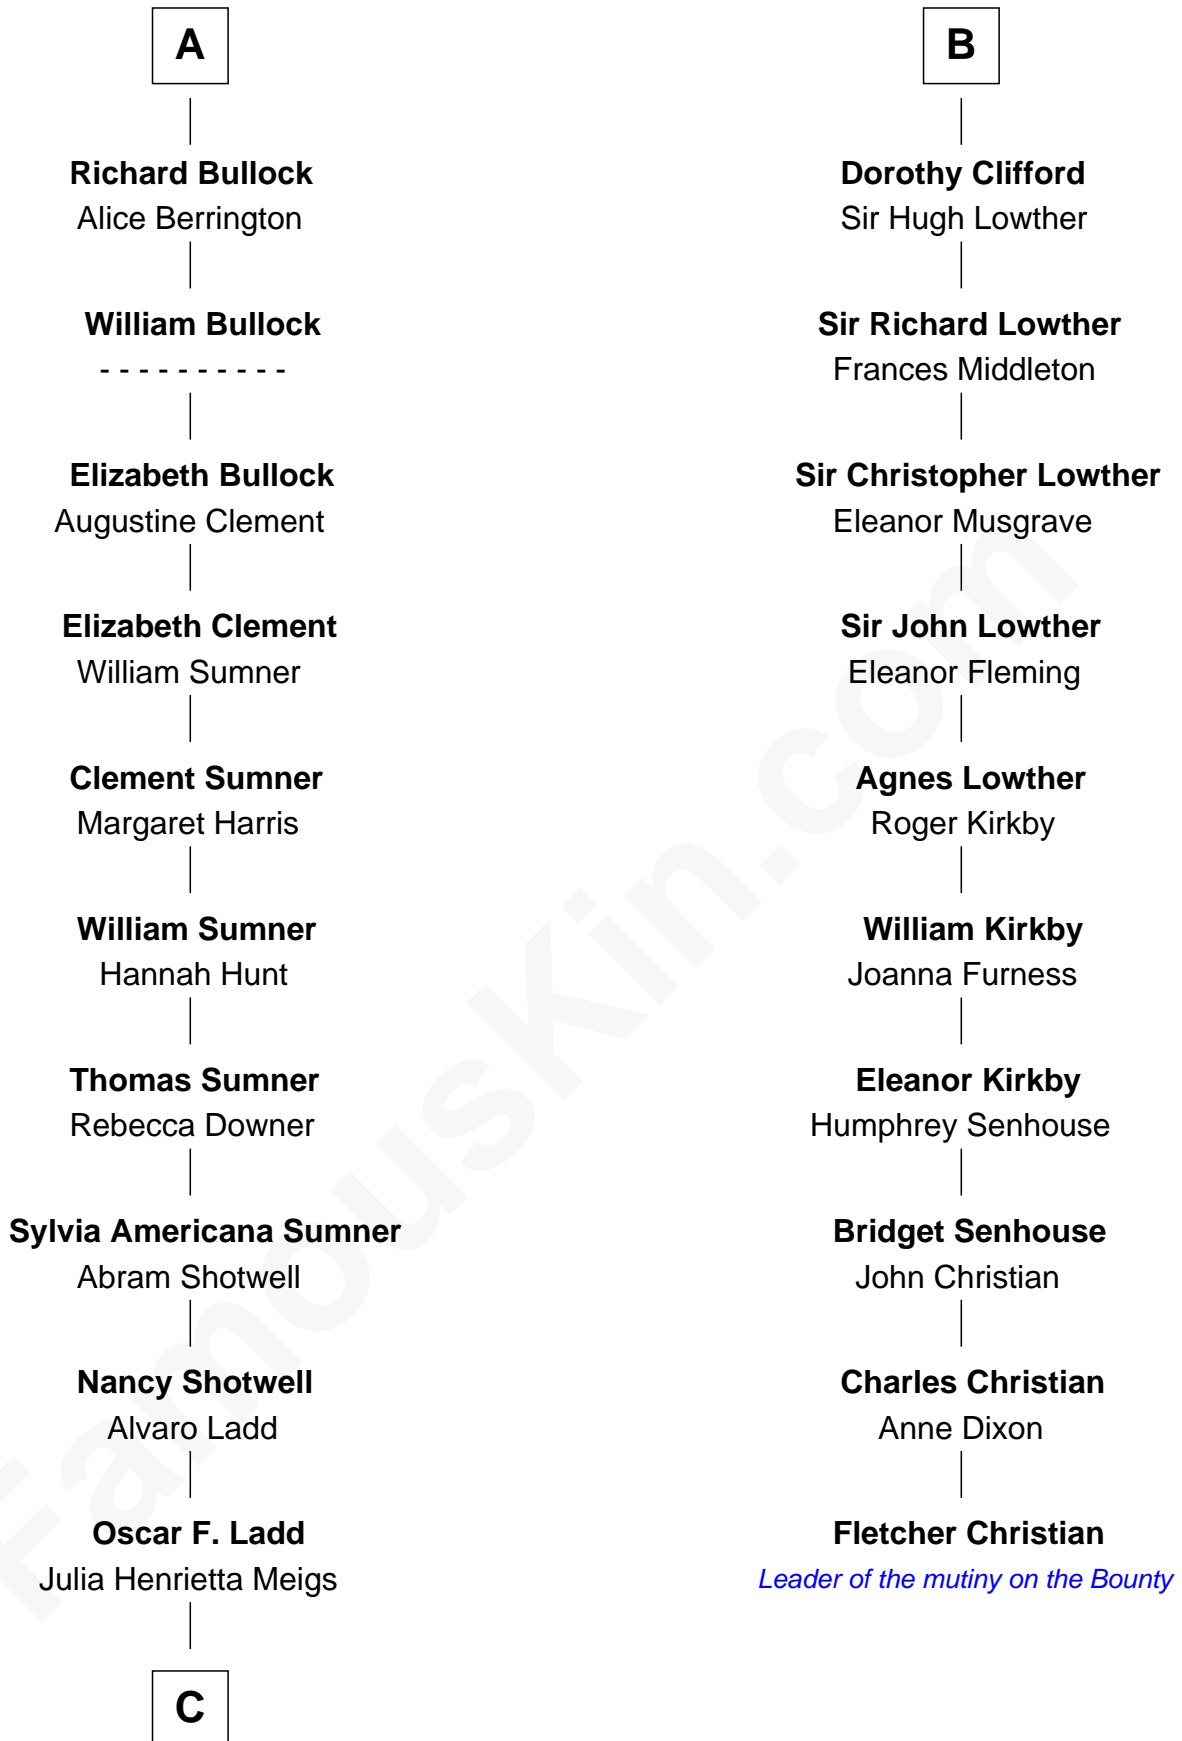 A
Richard Bullock
Alice Berrington
William Bullock
- - - - - - - - - -
Elizabeth Bullock
Augustine Clement
Elizabeth Clement
William Sumner
Clement Sumner
Margaret Harris
William Sumner
Hannah Hunt
Thomas Sumner
Rebecca Downer
Sylvia Americana Sumner
Abram Shotwell
Nancy Shotwell
Alvaro Ladd
Oscar F. Ladd
Julia Henrietta Meigs
C
B
Dorothy Clifford
Sir Hugh Lowther
Sir Richard Lowther
Frances Middleton
Sir Christopher Lowther
Eleanor Musgrave
Sir John Lowther
Eleanor Fleming
Agnes Lowther
Roger Kirkby
William Kirkby
Joanna Furness
Eleanor Kirkby
Humphrey Senhouse
Bridget Senhouse
John Christian
Charles Christian
Anne Dixon
Fletcher Christian
Leader of the mutiny on the Bounty
FamousKin.com